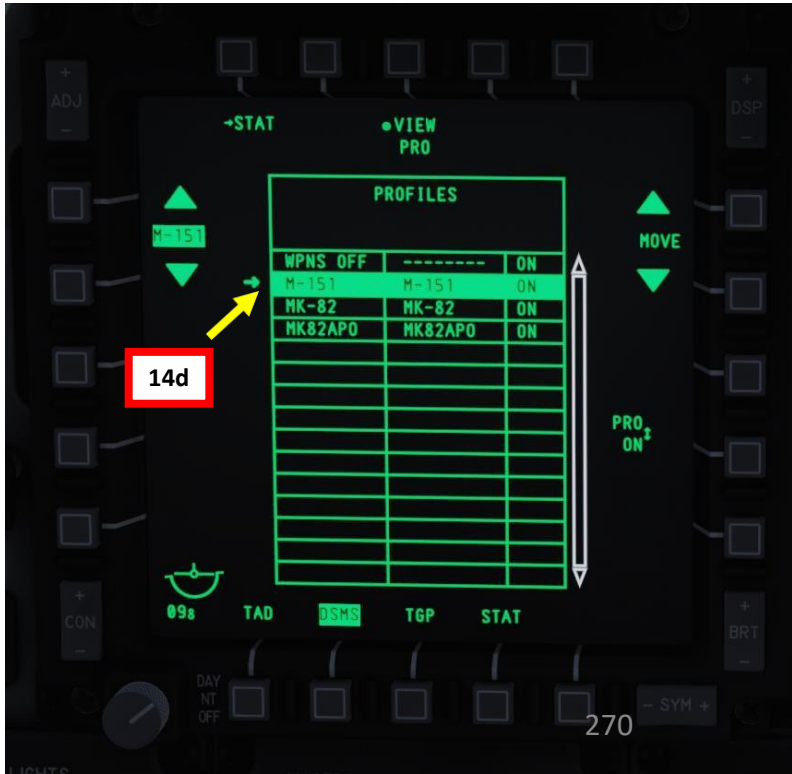 +
ADJ
-
+
DSP
-
→STAT
●VIEW
PRO
PROFILES
M-151
MOVE
WPNS OFF -------- ON
M-151 M-151 ON
MK-82 MK-82 ON
MK82APO MK82APO ON
14d
PRO↕
ON
098 TAD DSMS TGP STAT
+
CON
-
+
BRT
-
DAY
NT
OFF
270
- SYM +
LIGHTS